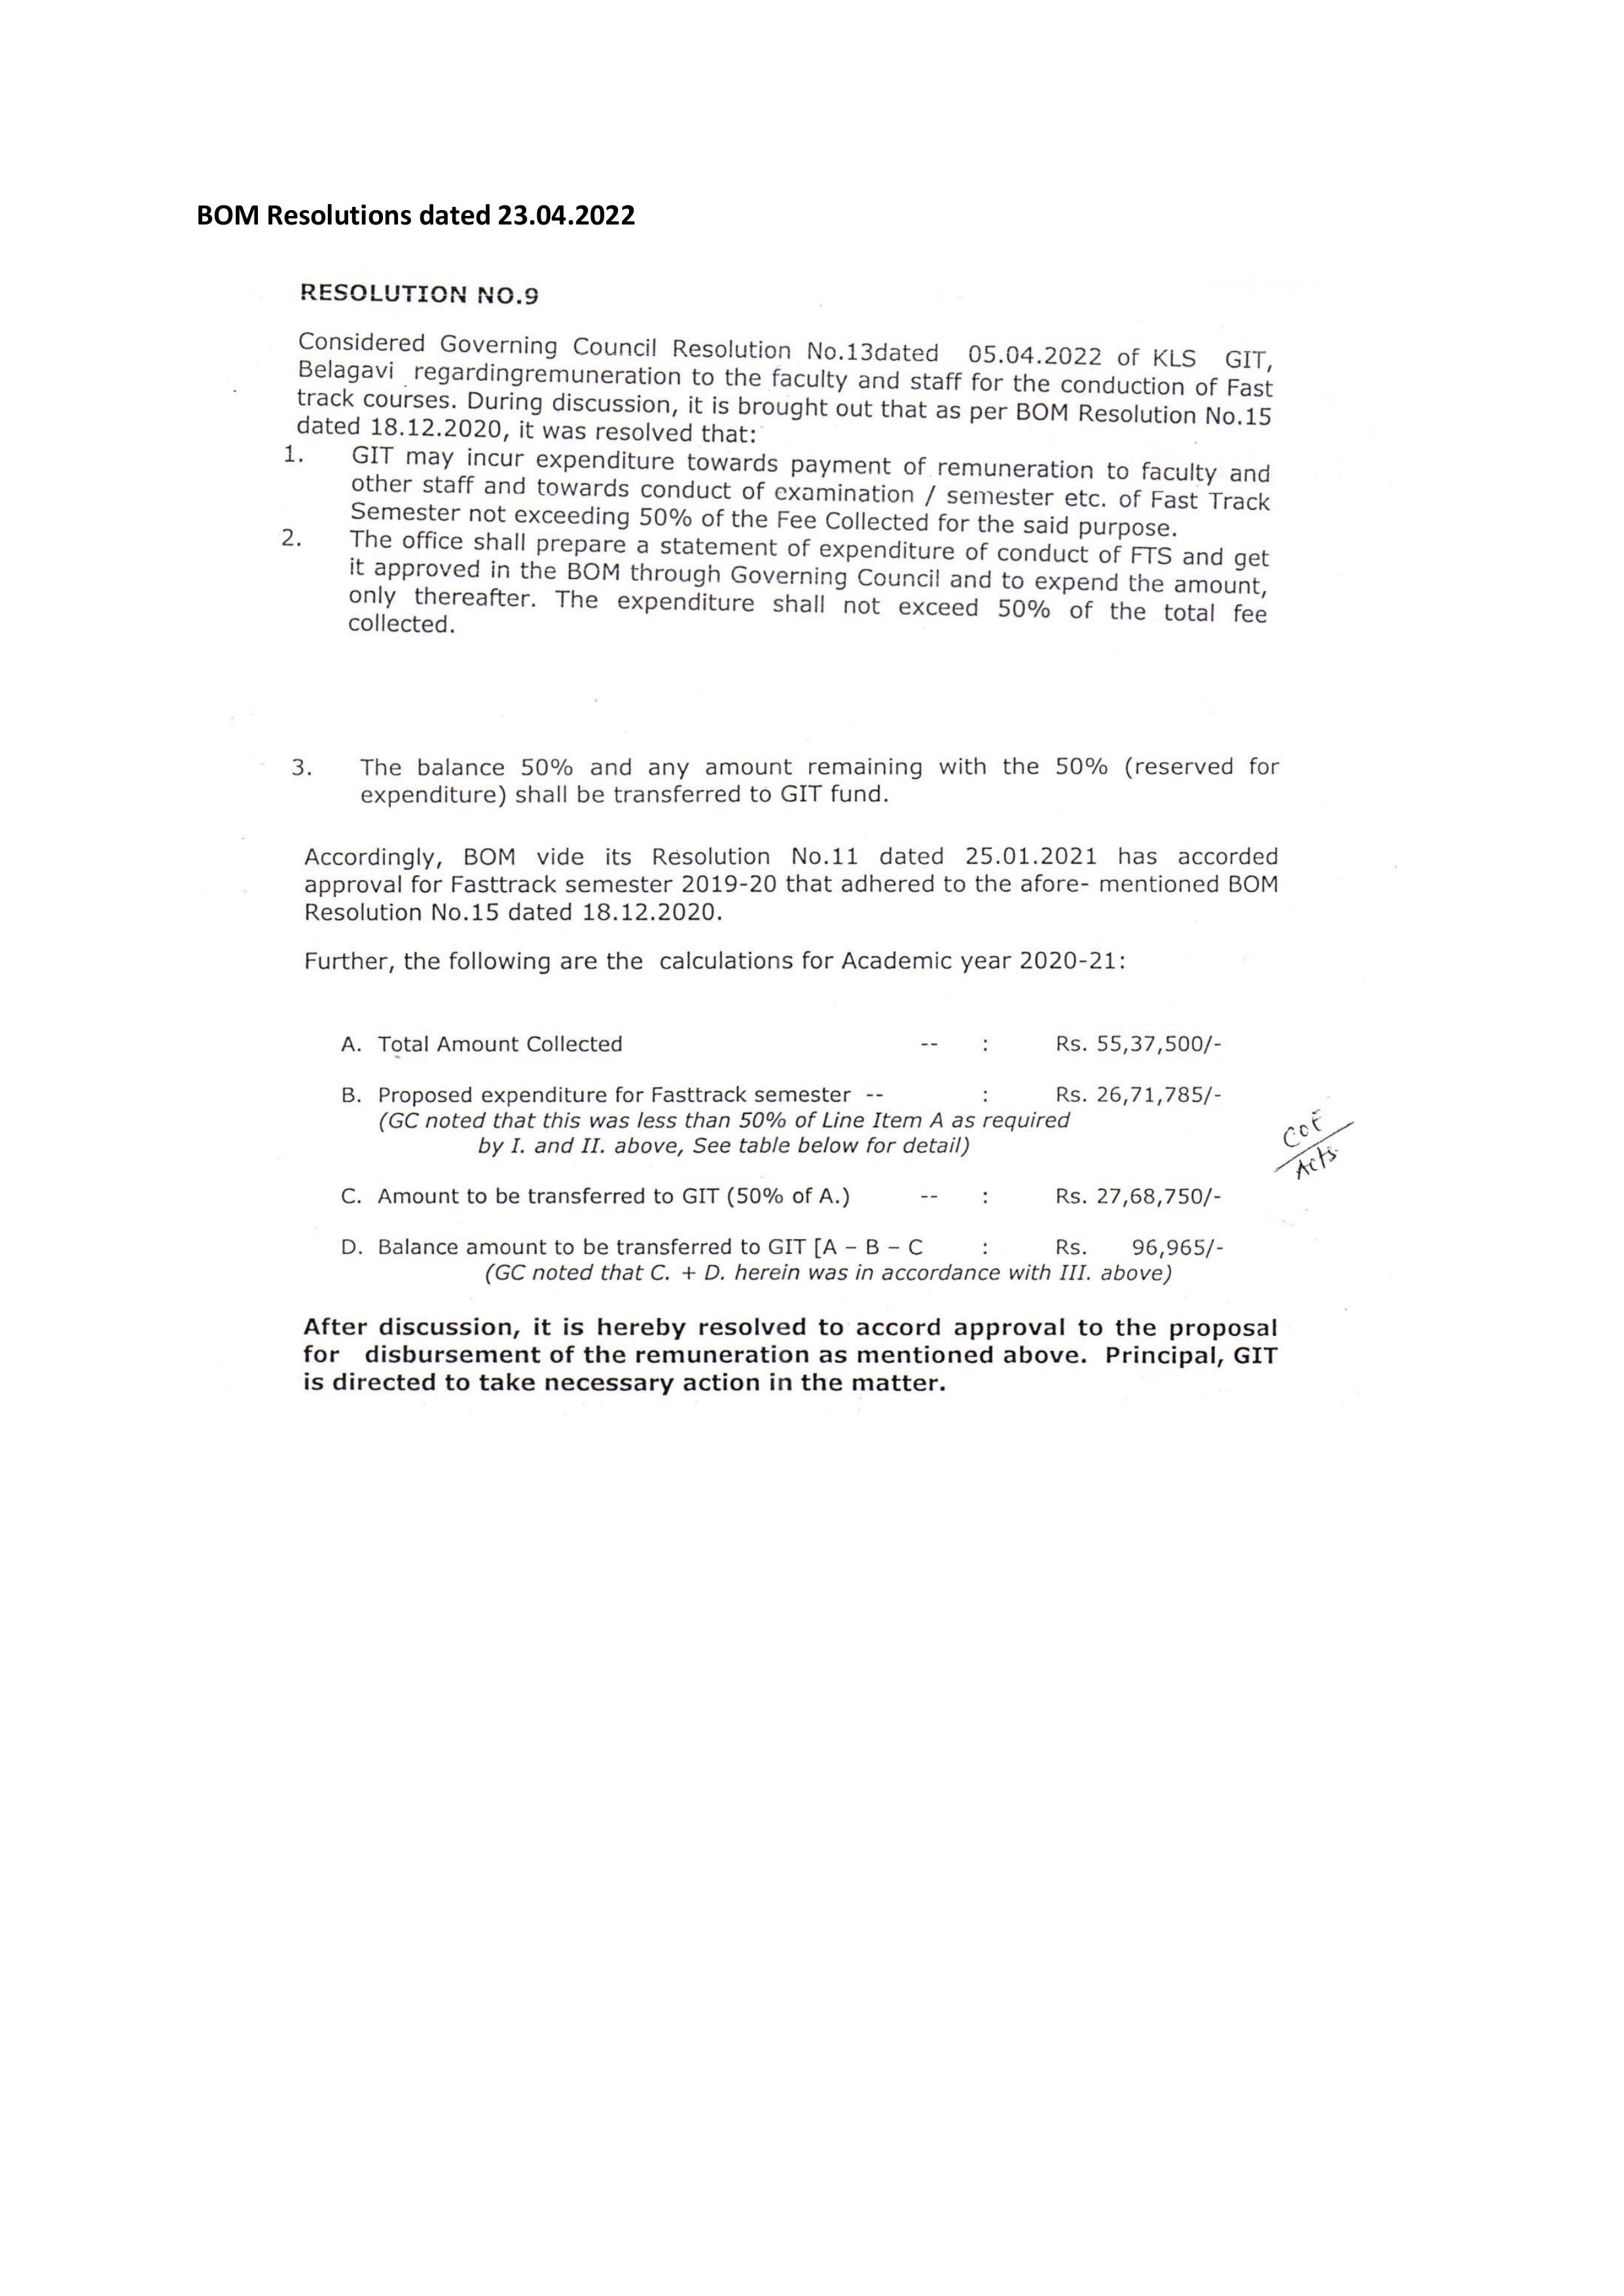 BOM Resolutions dated 23.04.2022
RESOLUTION NO.9
Considered Governing Council Resolution No.13dated 05.04.2022 of KLS GIT,
Belagavi regardingremuneration to the faculty and staff for the conduction of Fast
track courses. During discussion, it is brought out that as per BOM Resolution No.15
dated 18.12.2020, it was resolved that:
1. GIT may incur expenditure towards payment of remuneration to faculty and
other staff and towards conduct of examination / semester etc. of Fast Track
Semester not exceeding 50% of the Fee Collected for the said purpose.
2. The office shall prepare a statement of expenditure of conduct of FTS and get
it approved in the BOM through Governing Council and to expend the amount,
only thereafter. The expenditure shall not exceed 50% of the total fee
collected.
3. The balance 50% and any amount remaining with the 50% (reserved for
expenditure) shall be transferred to GIT fund.
Accordingly, BOM vide its Resolution No.11 dated 25.01.2021 has accorded
approval for Fasttrack semester 2019-20 that adhered to the afore- mentioned BOM
Resolution No.15 dated 18.12.2020.
Further, the following are the calculations for Academic year 2020-21:
A. Total Amount Collected -- : Rs. 55,37,500/-
B. Proposed expenditure for Fasttrack semester -- : Rs. 26,71,785/-
(GC noted that this was less than 50% of Line Item A as required
by I. and II. above, See table below for detail)
COE
Acts
C. Amount to be transferred to GIT (50% of A.) -- : Rs. 27,68,750/-
D. Balance amount to be transferred to GIT [A – B – C : Rs. 96,965/-
(GC noted that C. + D. herein was in accordance with III. above)
After discussion, it is hereby resolved to accord approval to the proposal
for disbursement of the remuneration as mentioned above. Principal, GIT
is directed to take necessary action in the matter.